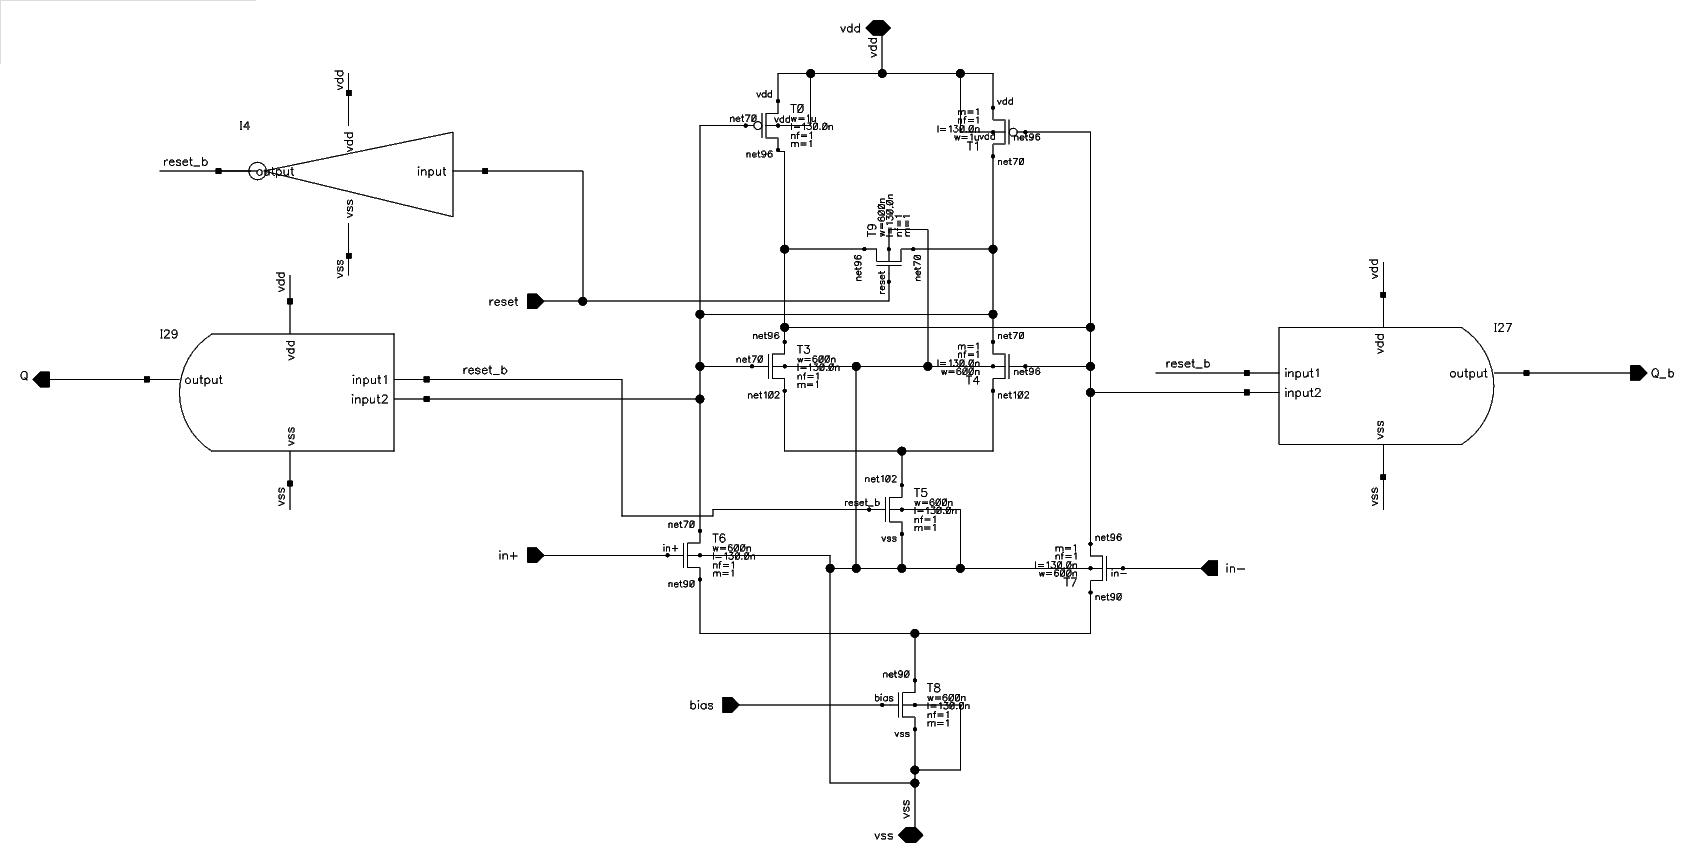 vdd
vdd
vdd
vdd
T0
w=1u
l=130.0n
nf=1
m=1
net70
vdd
net96
vdd
m=1
nf=1
l=130.0n
w=1u
vdd
T1
net96
net70
I4
vdd
vdd
reset_b
output
input
vss
vss
T9
w=600n
l=130.0n
nf=1
m=1
net96
reset
net70
reset
I29
vdd
vdd
Q
output
input1
input2
reset_b
vss
vss
net96
T3
w=600n
l=130.0n
nf=1
m=1
net70
net102
net70
m=1
nf=1
l=130.0n
w=600n
T4
net96
net102
I27
vdd
vdd
reset_b
input1
input2
output
Q_b
vss
vss
net102
T5
w=600n
l=130.0n
nf=1
m=1
reset_b
vss
net70
T6
w=600n
l=130.0n
nf=1
m=1
in+
in+
net90
net96
m=1
nf=1
l=130.0n
w=600n
T7
in-
in-
net90
net90
T8
w=600n
l=130.0n
nf=1
m=1
bias
bias
vss
vss
vss